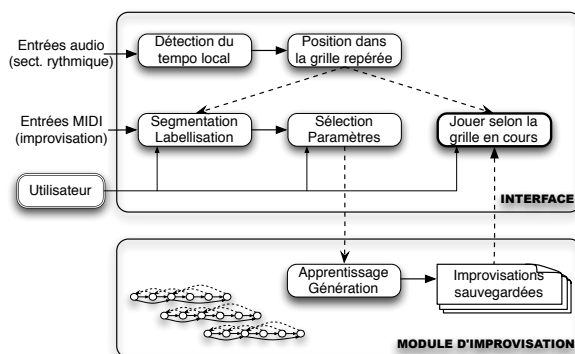 Entrées audio
(sect. rythmique)
Détection du
tempo local
Position dans
la grille repérée
Entrées MIDI
(improvisation)
Segmentation
Labellisation
Sélection
Paramètres
Jouer selon la
grille en cours
Utilisateur
INTERFACE
Apprentissage
Génération
Improvisations
sauvegardées
MODULE D'IMPROVISATION